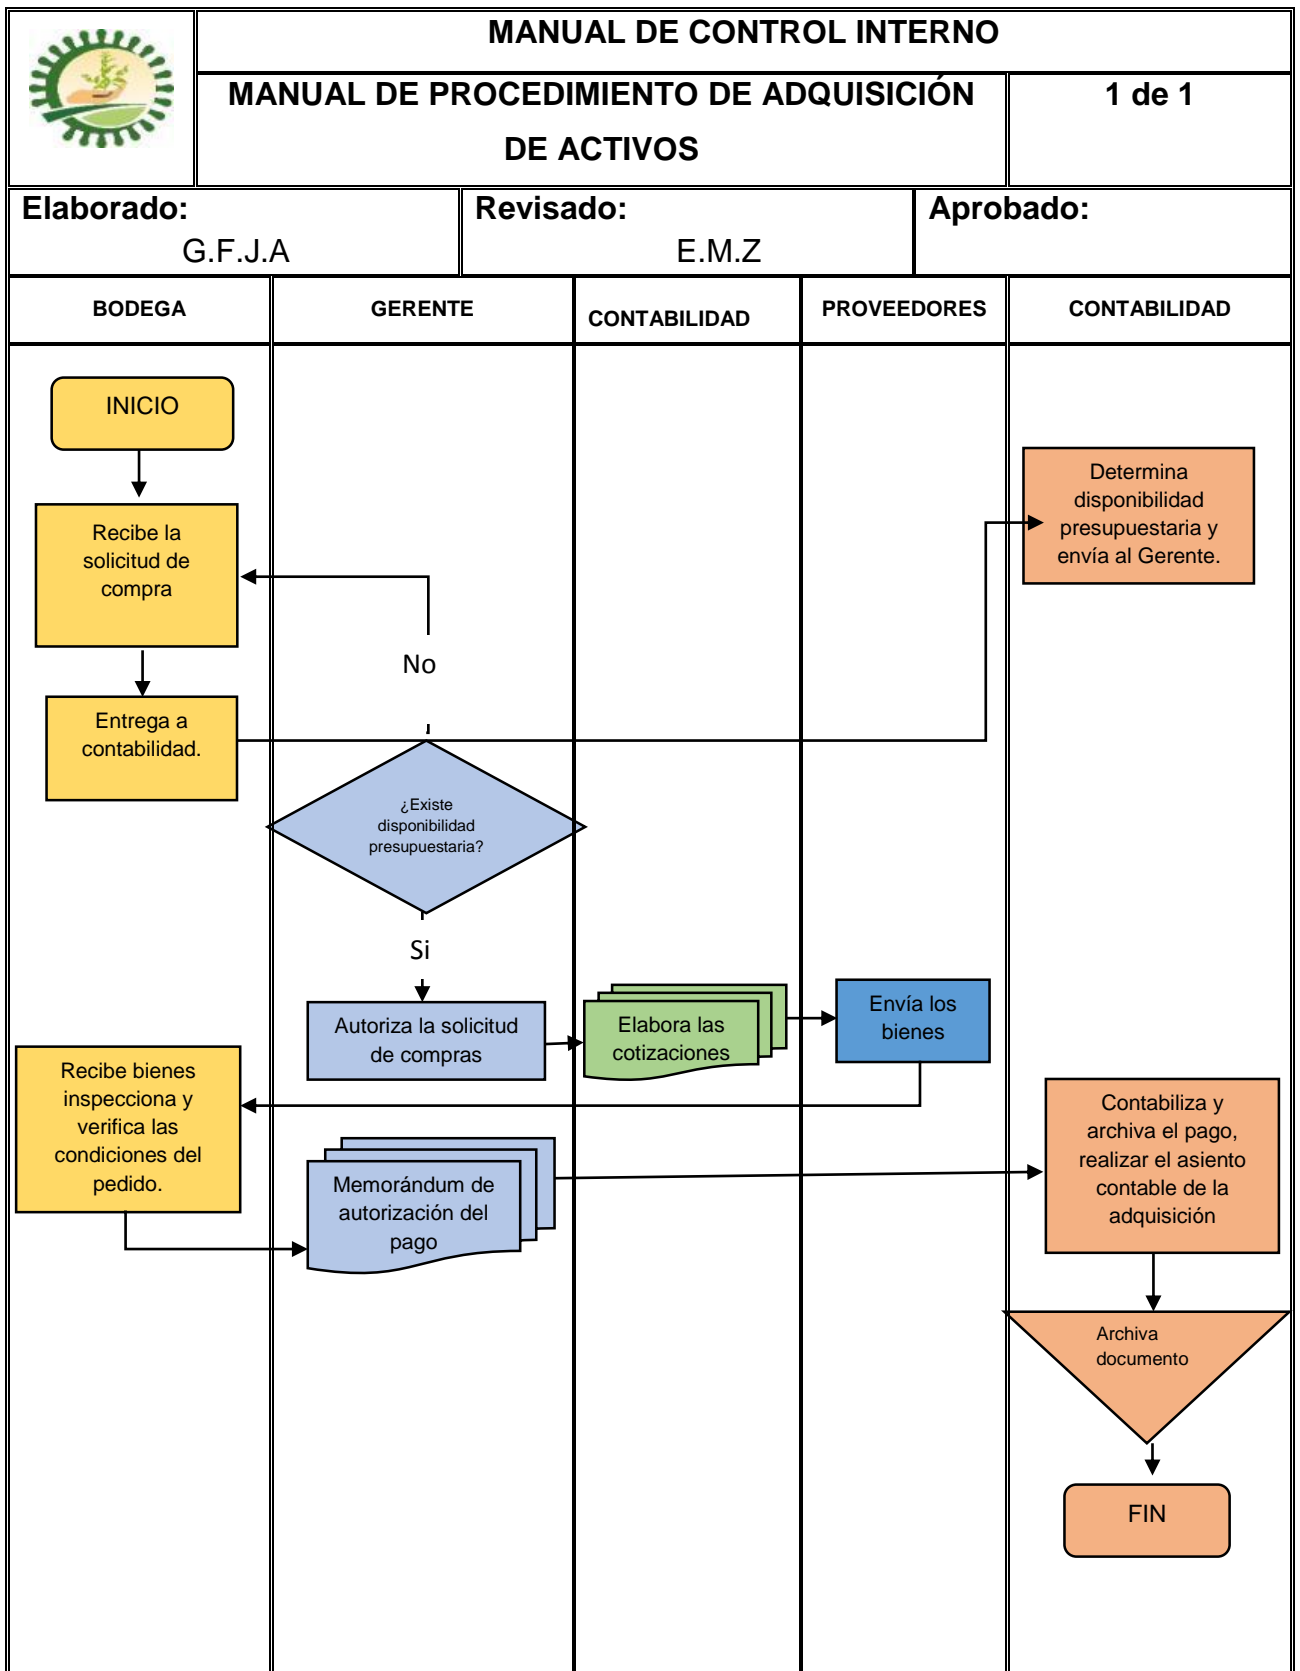 MANUAL DE CONTROL INTERNO
MANUAL DE PROCEDIMIENTO DE ADQUISICIÓN
DE ACTIVOS
1 de 1
Elaborado:
G.F.J.A
Revisado:
E.M.Z
Aprobado:
BODEGA
GERENTE
CONTABILIDAD
PROVEEDORES
CONTABILIDAD
INICIO
Determina
disponibilidad
presupuestaria y
envía al Gerente.
Recibe la
solicitud de
compra
No
Entrega a
contabilidad.
¿Existe
disponibilidad
presupuestaria?
Si
Autoriza la solicitud
de compras
Elabora las
cotizaciones
Envía los
bienes
Recibe bienes
inspecciona y
verifica las
condiciones del
pedido.
Memorándum de
autorización del
pago
Contabiliza y
archiva el pago,
realizar el asiento
contable de la
adquisición
Archiva
documento
FIN